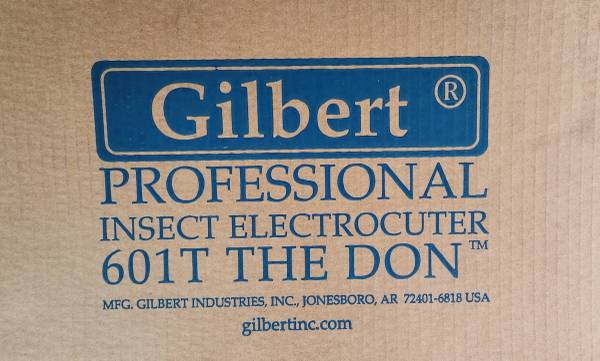 Gilbert ®
PROFESSIONAL
INSECT ELECTROCUTER
601T THE DON™
MFG. GILBERT INDUSTRIES, INC., JONESBORO, AR 72401-6818 USA
gilbertinc.com